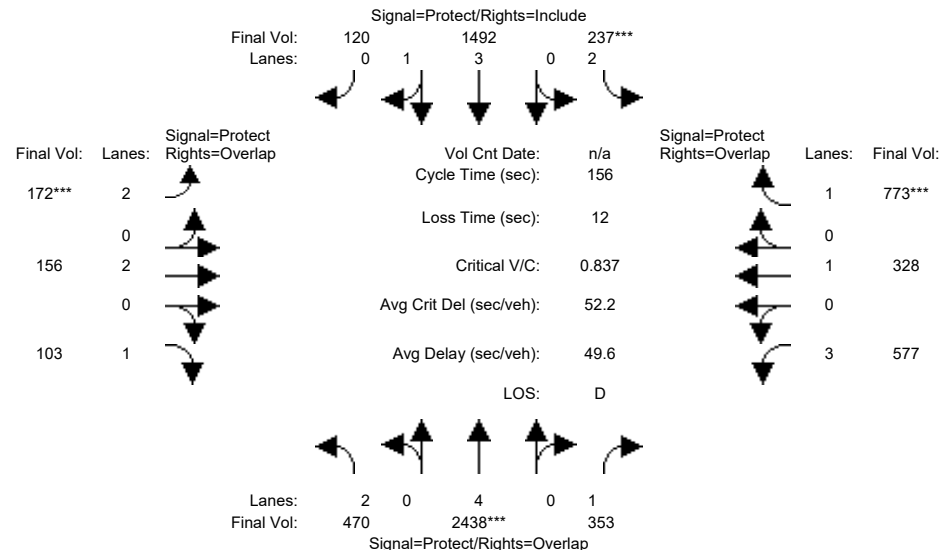 Signal=Protect/Rights=Include
Final Vol: 120 1492 237***
Lanes: 0 1 3 0 2
Signal=Protect Signal=Protect
Final Vol: Lanes: Rights=Overlap Vol Cnt Date: n/a Rights=Overlap Lanes: Final Vol:
Cycle Time (sec): 156
172*** 2 1 773***
Loss Time (sec): 12
0 0
156 2 Critical V/C: 0.837 1 328
0 Avg Crit Del (sec/veh): 52.2 0
103 1 Avg Delay (sec/veh): 49.6 3 577
LOS: D
Lanes: 2 0 4 0 1
Final Vol: 470 2438*** 353
Signal=Protect/Rights=Overlap